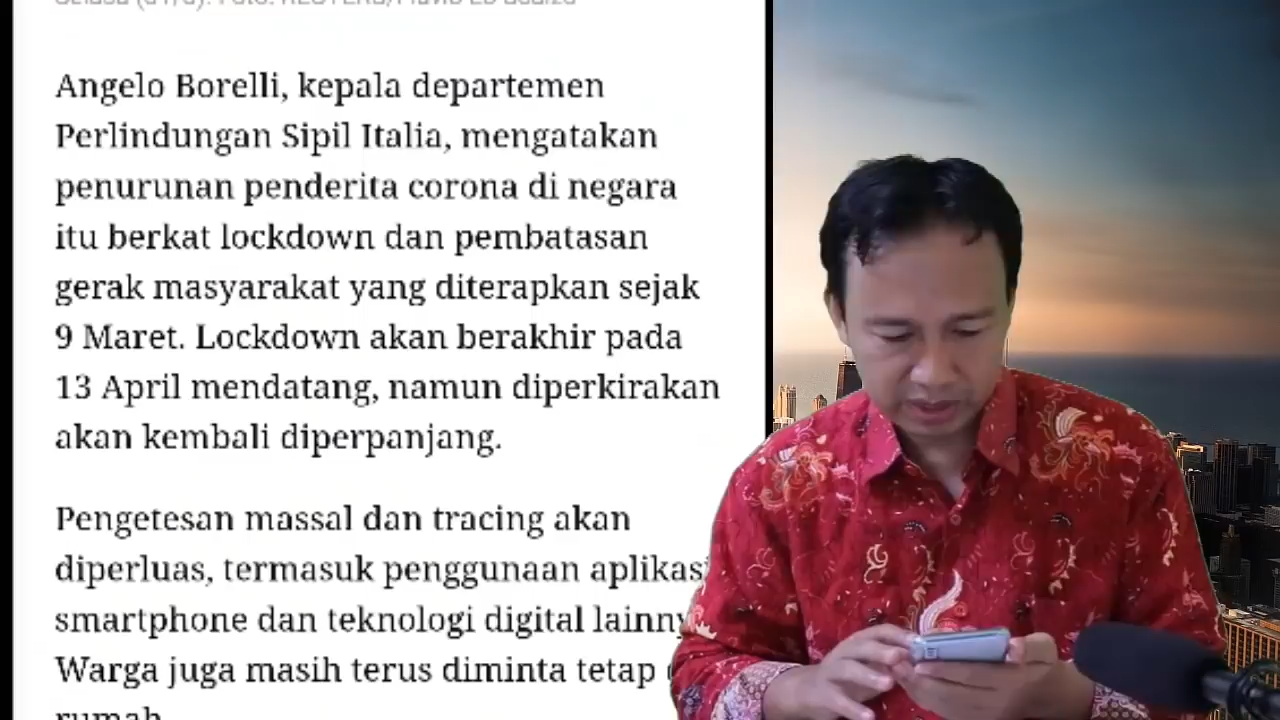 Angelo Borelli, kepala departemen
Perlindungan Sipil Italia, mengatakan
penurunan penderita corona di negara
itu berkat lockdown dan pembatasan
gerak masyarakat yang diterapkan sejak
9 Maret. Lockdown akan berakhir pada
13 April mendatang, namun diperkirakan
akan kembali diperpanjang.
Pengetesan massal dan tracing akan
diperluas, termasuk penggunaan aplikasi
smartphone dan teknologi digital lainny
Warga juga masih terus diminta tetap
rumah